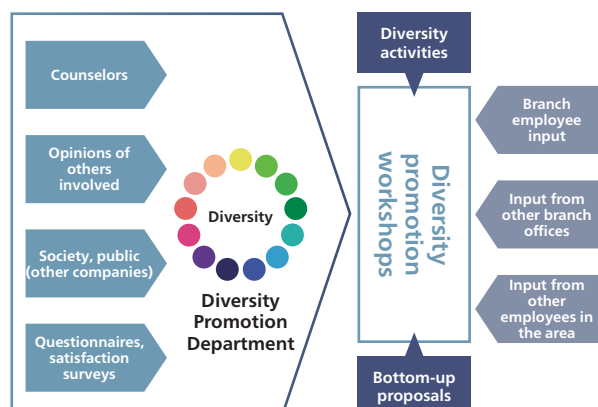 Counselors
Opinions of
others
involved
Society, public
(other companies)
Questionnaires,
satisfaction
surveys
Diversity
Diversity
Promotion
Department
Diversity
activities
Diversity
promotion
workshops
Bottom-up
proposals
Branch
employee
input
Input from
other branch
offices
Input from
other
employees in
the area